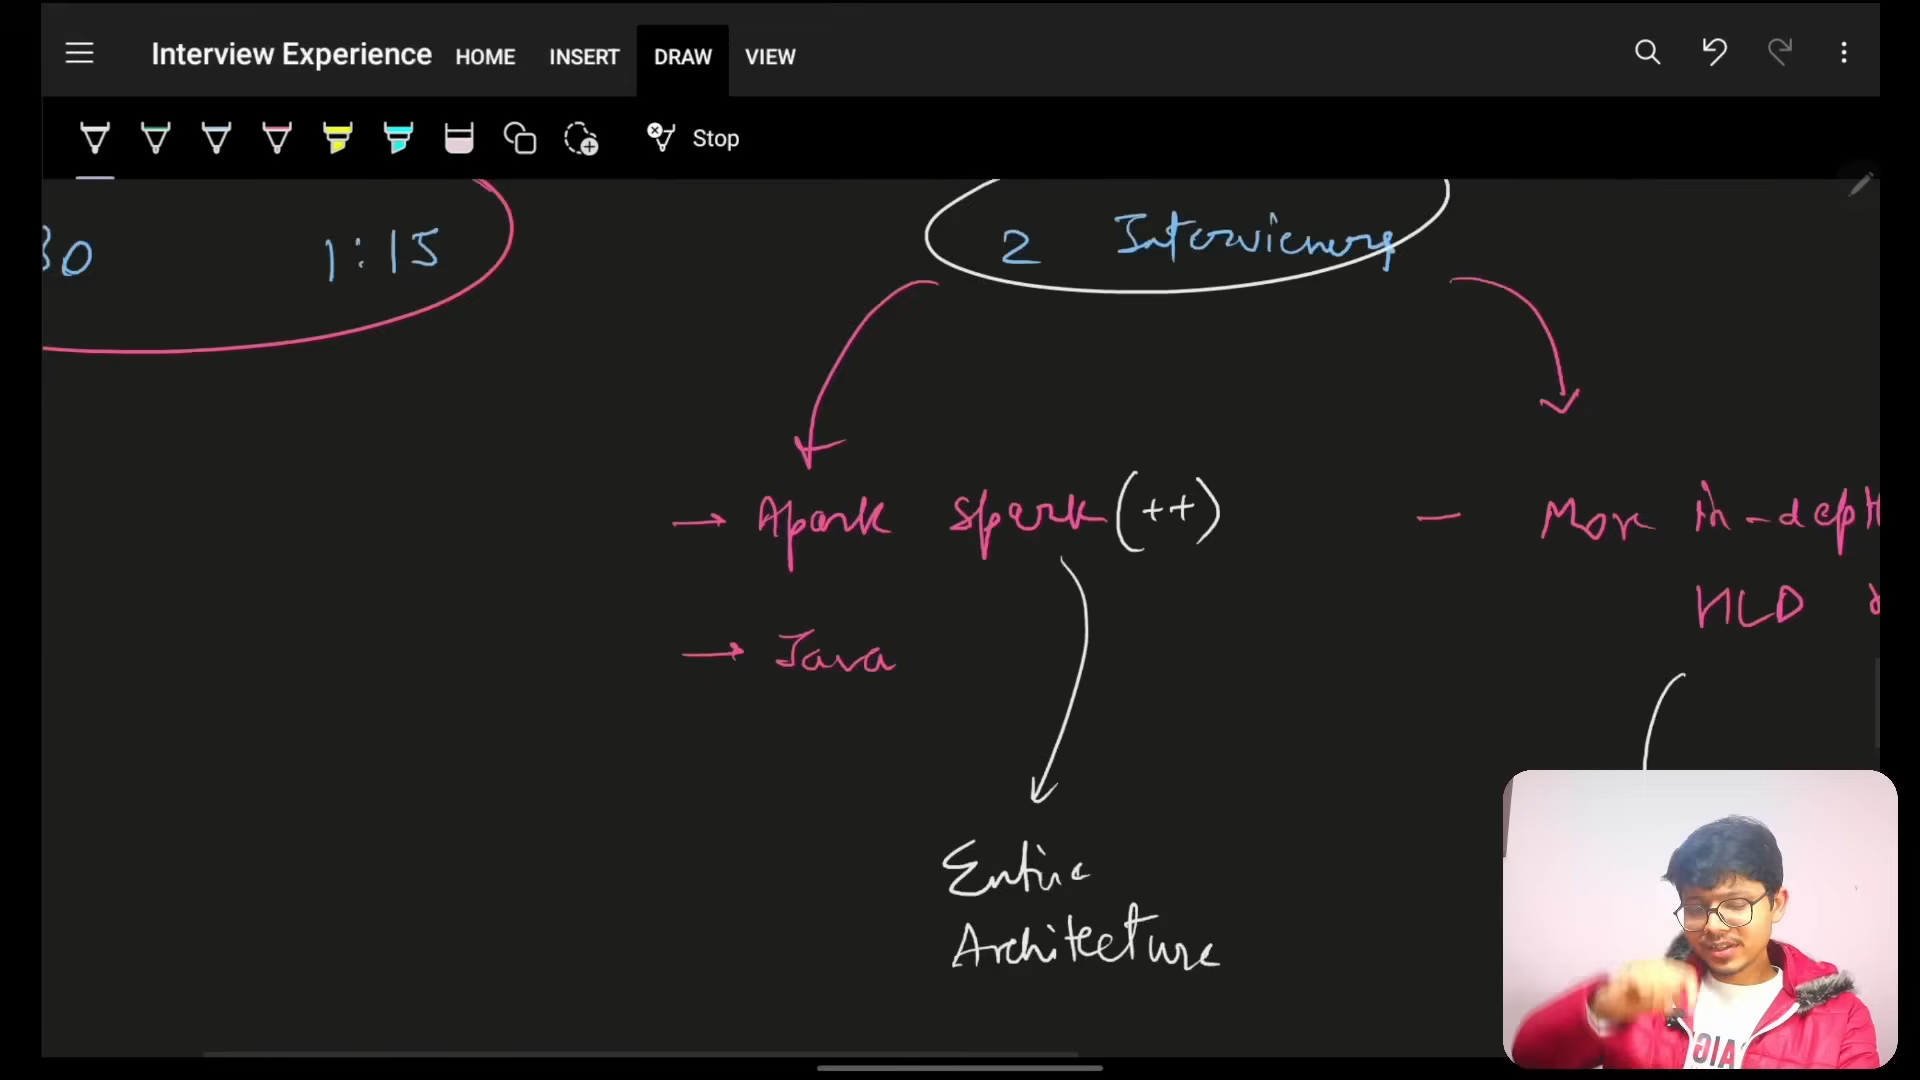 Interview Experience HOME INSERT DRAW VIEW
Stop
30 1:15
2 Interviewers
→ Apark Spark (++)
→ Java
- More in-depth
HLD
Entire
Architecture